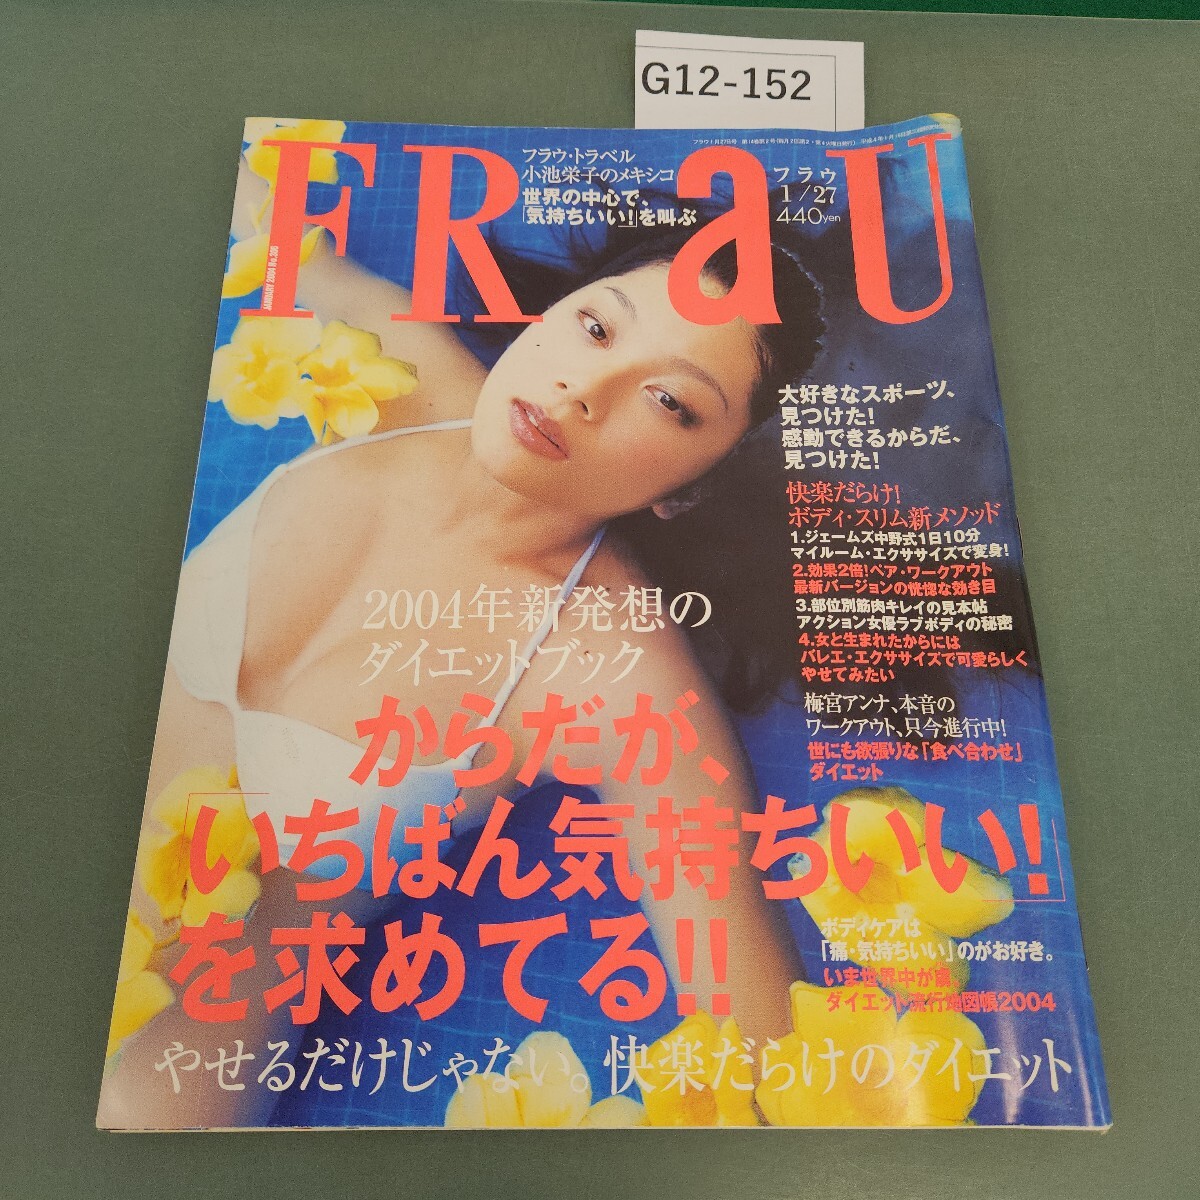 G12-152
フラウ1月27日号
FRaU
JANUARY 2004 No.300
フラウ・トラベル
小池栄子のメキシコ
世界の中心で、
「気持ちいい!」を叫ぶ
フラウ
1/27
440yen
大好きなスポーツ、
見つけた!
感動できるからだ、
見つけた!
快楽だらけ!
ボディ・スリム新メソッド
1.ジェームズ中野式1日10分
マイルーム・エクササイズで変身!
2.効果2倍!ペア・ワークアウト
最新バージョンの恍惚な効き目
3.部位別筋肉キレイの見本帖
アクション女優ラブボディの秘密
4.女と生まれたからには
バレエ・エクササイズで可愛らしく
やせてみたい
梅宮アンナ、本音の
ワークアウト、只今進行中!
世にも欲張りな「食べ合わせ」
ダイエット
2004年新発想の
ダイエットブック
からだが、
「いちばん気持ちいい!」
を求めてる!!
ボディケアは
「痛・気持ちいい」のがお好き。
いま世界中が虜
ダイエット流行地図帳2004
やせるだけじゃない。快楽だらけのダイエット